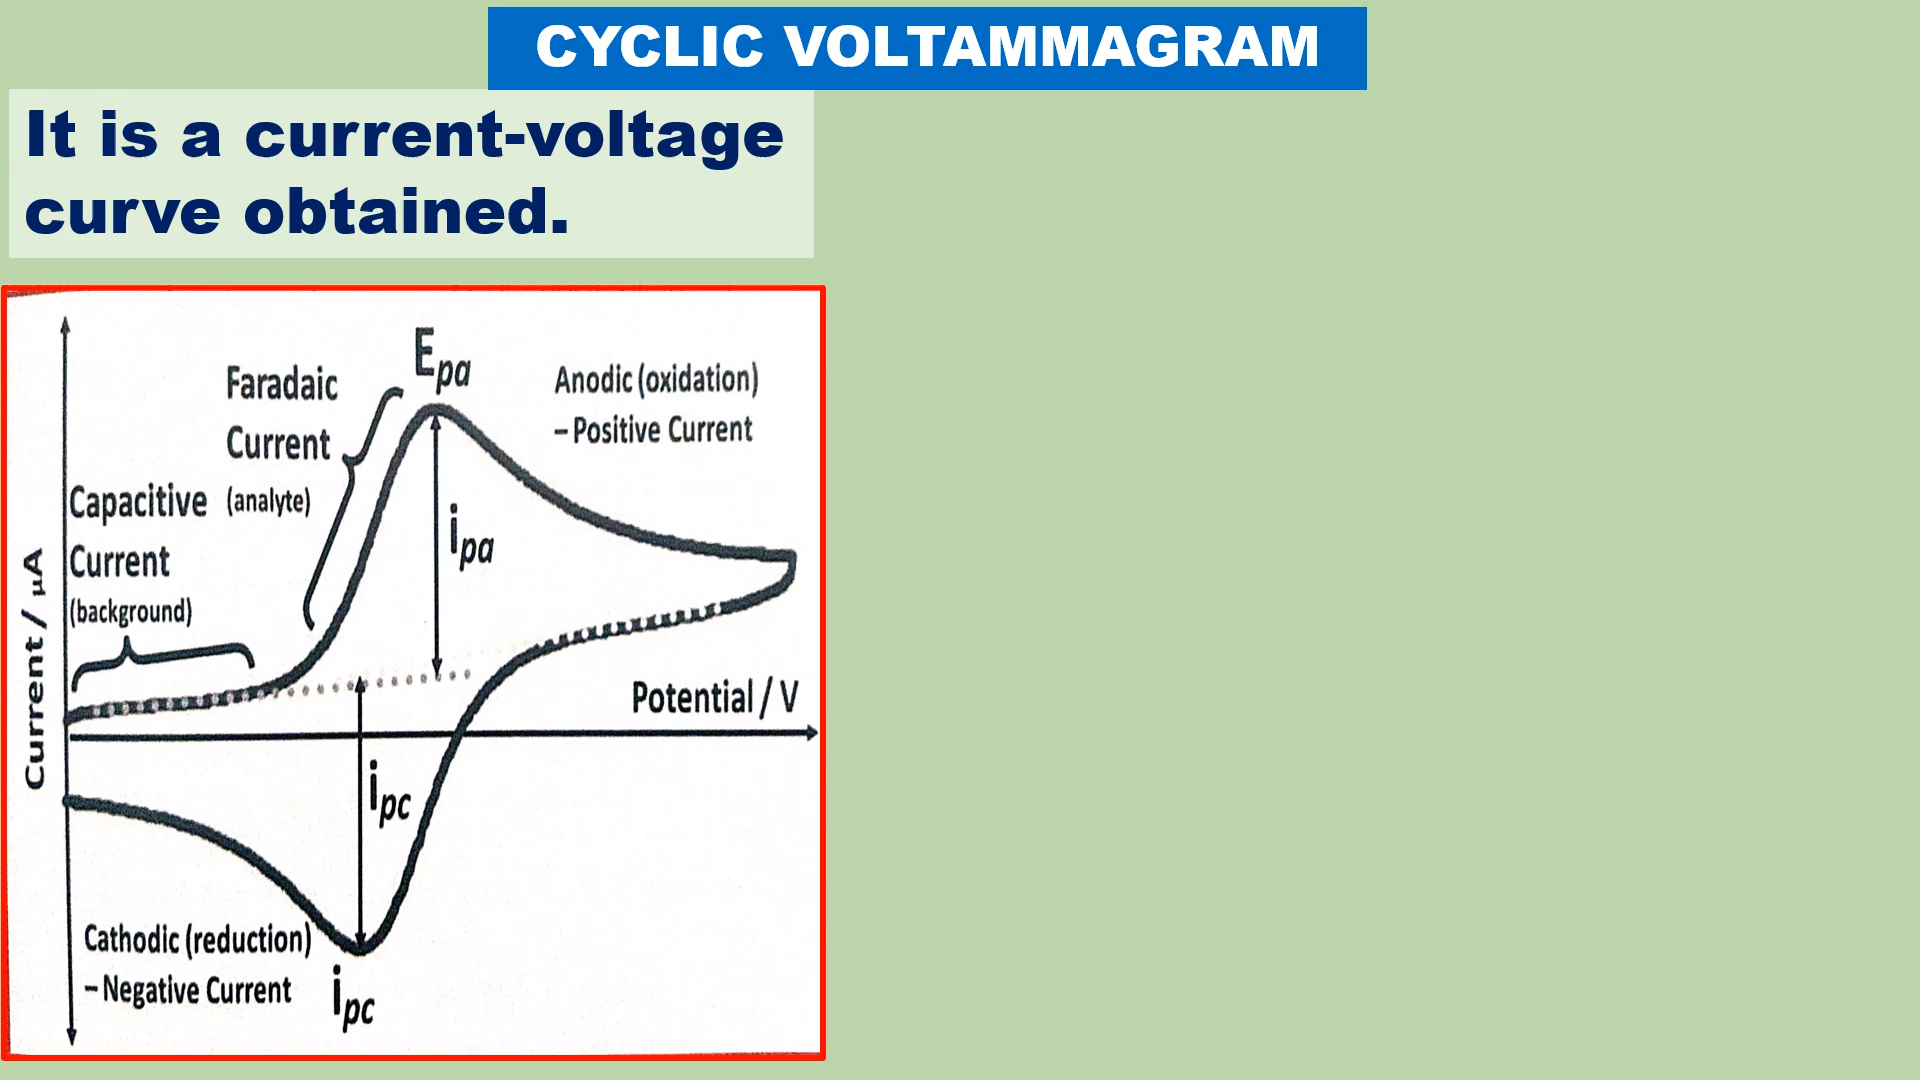 CYCLIC VOLTAMMAGRAM
It is a current-voltage
curve obtained.
Epa
Faradaic
Current
(analyte)
Anodic (oxidation)
– Positive Current
Capacitive
Current
(background)
ipa
Current / µA
Potential / V
ipc
Cathodic (reduction)
– Negative Current
ipc